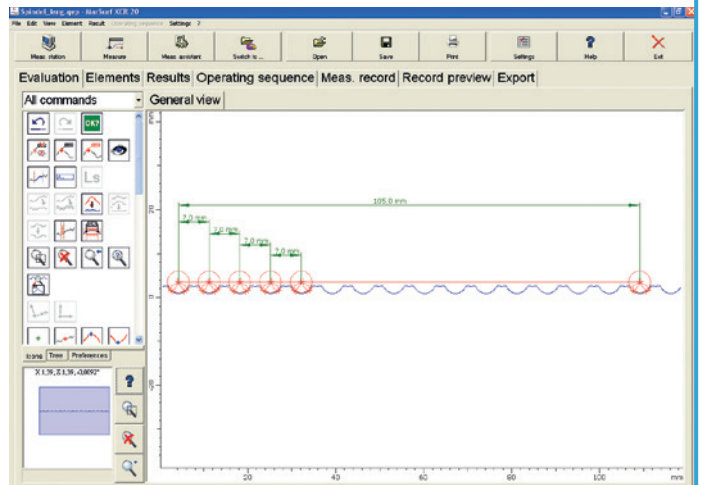 Spindel_lang.qep - MarSurf XCR 20
File Edit View Element Result Operating sequence Settings ?
Meas. station Measure Meas. assistant Switch to ... Open Save Print Settings Help Exit
Evaluation Elements Results Operating sequence Meas. record Record preview Export
All commands
General view
OK?
Ls
mm
20
0
-20
105.0 mm
7.0 mm
7.0 mm
7.0 mm
7.0 mm
Icons Tree Preferences
?
20 40 60 80 100 mm